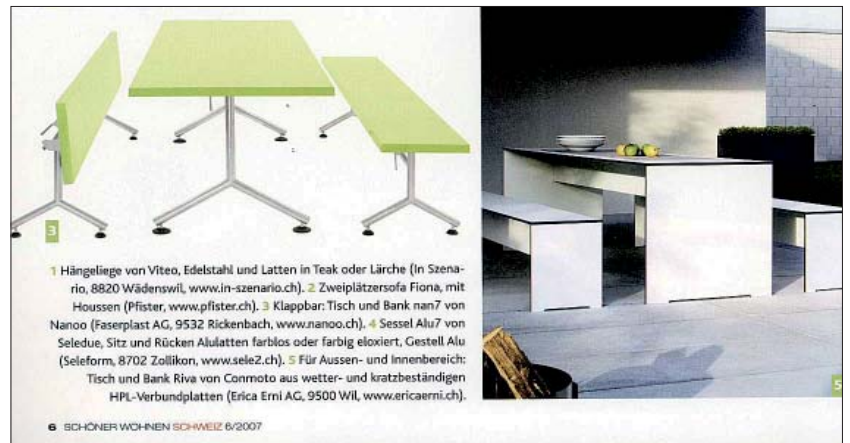 3
1 Hängeliege von Viteo, Edelstahl und Latten in Teak oder Lärche (In Szena-
rio, 8820 Wädenswil, www.in-szenario.ch). 2 Zweiplätzersofa Fiona, mit
Houssen (Pfister, www.pfister.ch). 3 Klappbar: Tisch und Bank nan7 von
Nanoo (Faserplast AG, 9532 Rickenbach, www.nanoo.ch). 4 Sessel Alu7 von
Seledue, Sitz und Rücken Alulatten farblos oder farbig eloxiert, Gestell Alu
(Seleform, 8702 Zollikon, www.sele2.ch). 5 Für Aussen- und Innenbereich:
Tisch und Bank Riva von Conmoto aus wetter- und kratzbeständigen
HPL-Verbundplatten (Erica Erni AG, 9500 Wil, www.ericaerni.ch).
5
6 SCHÖNER WOHNEN SCHWEIZ 6/2007